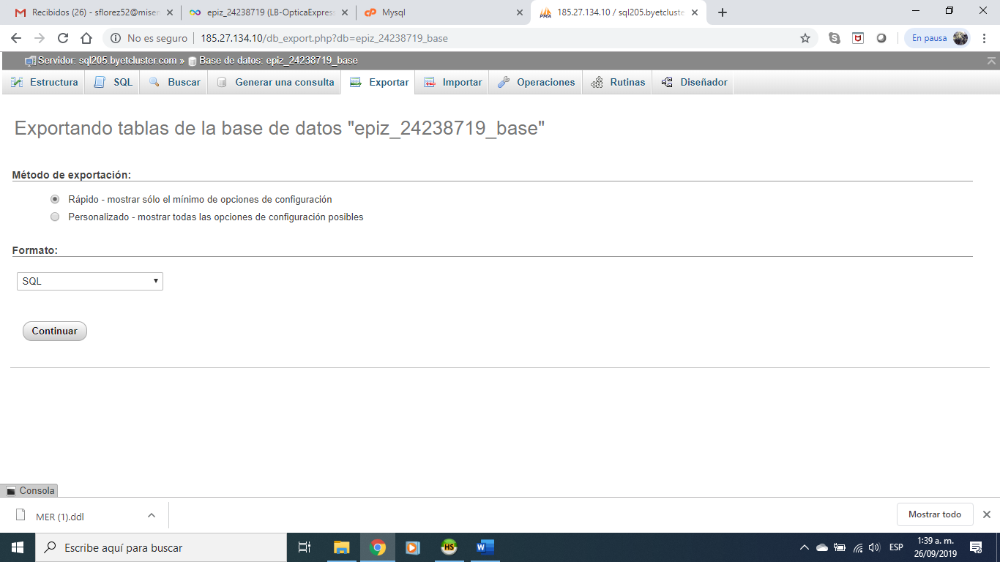 Recibidos (26) - sflorez52@miser
epiz_24238719 (LB-OpticaExpress
cP Mysql
PMA 185.27.134.10 / sql205.byetcluste
No es seguro | 185.27.134.10/db_export.php?db=epiz_24238719_base
En pausa
Servidor: sql205.byetcluster.com » Base de datos: epiz_24238719_base
Estructura SQL Buscar Generar una consulta Exportar Importar Operaciones Rutinas Diseñador
Exportando tablas de la base de datos "epiz_24238719_base"
Método de exportación:
Rápido - mostrar sólo el mínimo de opciones de configuración
Personalizado - mostrar todas las opciones de configuración posibles
Formato:
SQL
Continuar
Consola
MER (1).ddl
Mostrar todo
Escribe aquí para buscar
HS
W
ESP
1:39 a. m.
26/09/2019